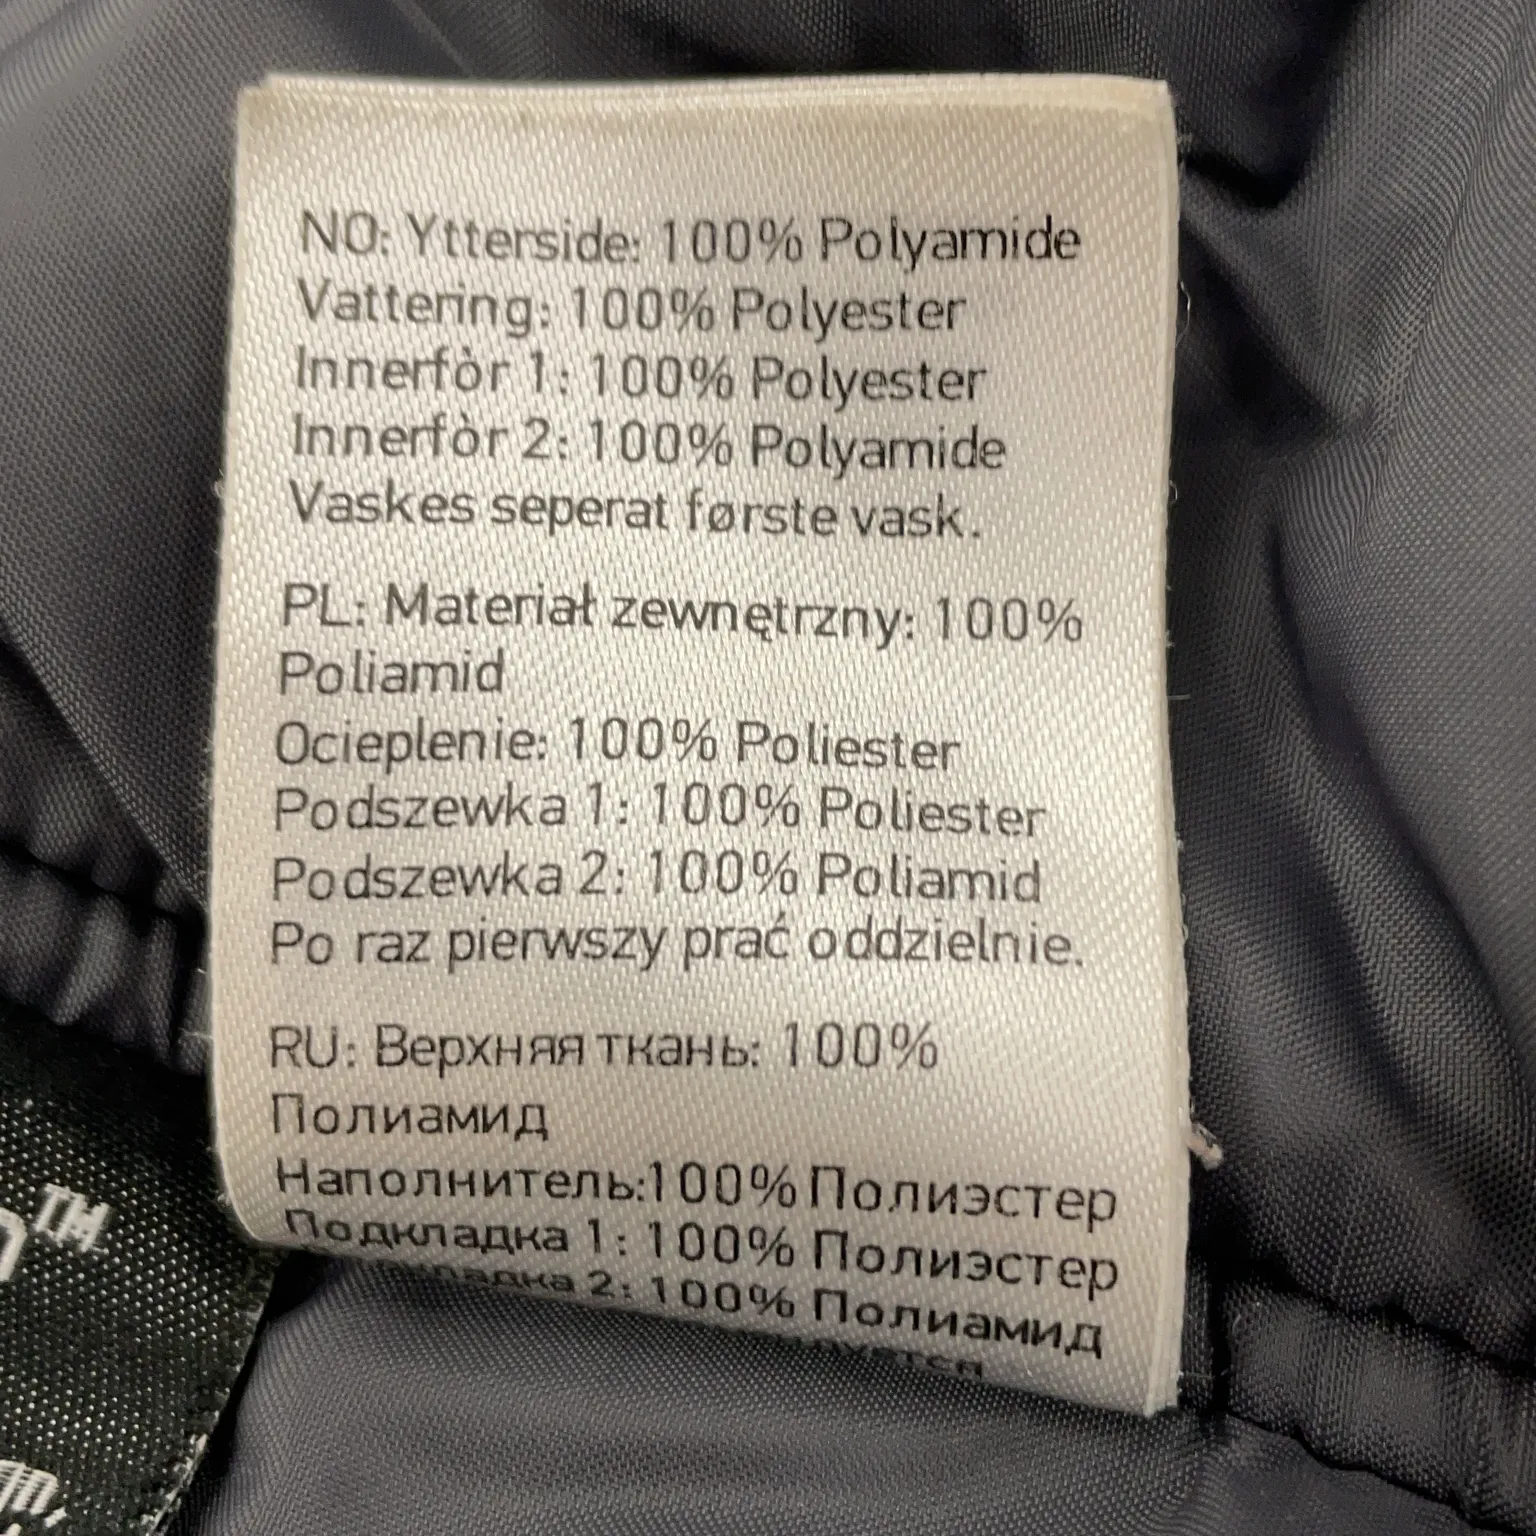 NO: Ytterside: 100% Polyamide
Vattering: 100% Polyester
Innerfòr 1: 100% Polyester
Innerfòr 2: 100% Polyamide
Vaskes seperat første vask.
PL: Materiał zewnętrzny: 100%
Poliamid
Ocieplenie: 100% Poliester
Podszewka 1: 100% Poliester
Podszewka 2: 100% Poliamid
Po raz pierwszy prać oddzielnie.
RU: Верхняя ткань: 100%
Полиамид
Наполнитель:100% Полиэстер
Подкладка 1: 100% Полиэстер
2: 100% Полиамид
TM